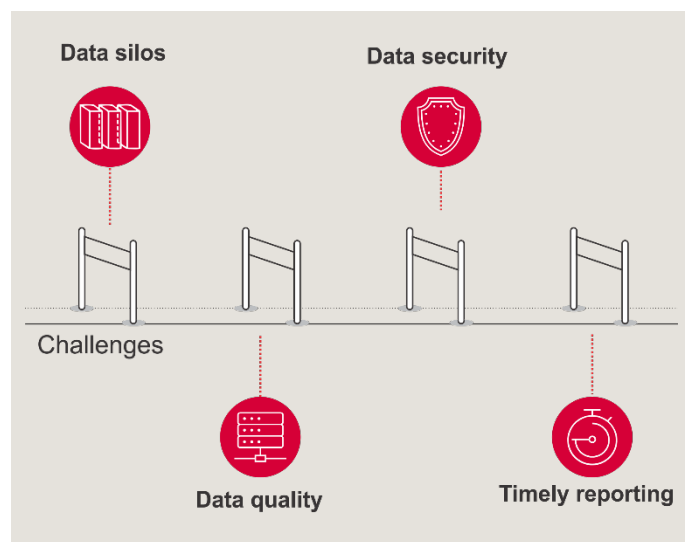 Data silos
Data security
Challenges
Data quality
Timely reporting